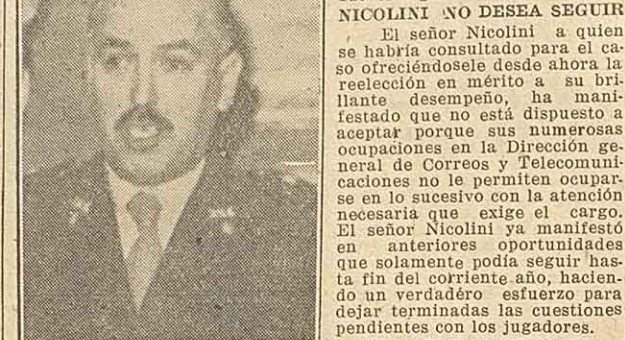 NICOLINI NO DESEA SEGUIR
El señor Nicolini a quien
se habría consultado para el ca-
so ofreciéndosele desde ahora la
reelección en mérito a su bri-
llante desempeño, ha mani-
festado que no está dispuesto a
aceptar porque sus numerosas
ocupaciones en la Dirección ge-
neral de Correos y Telecomuni-
caciones no le permiten ocupar-
se en lo sucesivo con la atención
necesaria que exige el cargo.
El señor Nicolini ya manifestó
en anteriores oportunidades
que solamente podía seguir has-
ta fin del corriente año, hacien-
do un verdadéro esfuerzo para
dejar terminadas las cuestiones
pendientes con los jugadores.